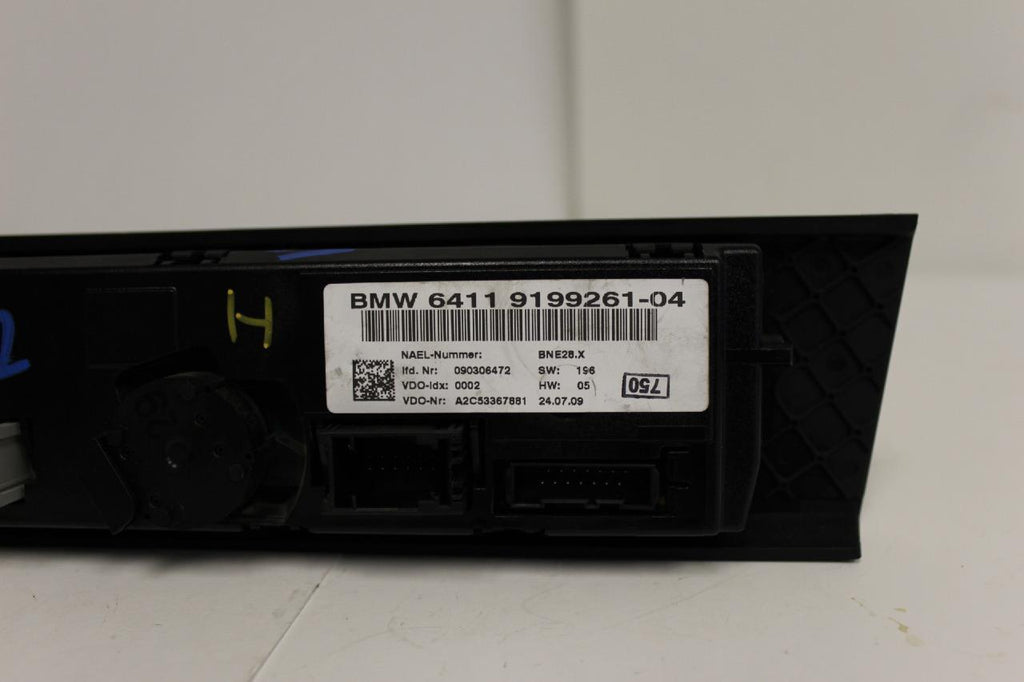 BMW 6411 9199261-04
NAEL-Nummer: BNE28.X
lfd. Nr: 090306472 SW: 196
VDO-Idx: 0002 HW: 05
VDO-Nr: A2C53367881 24.07.09
750
H
2